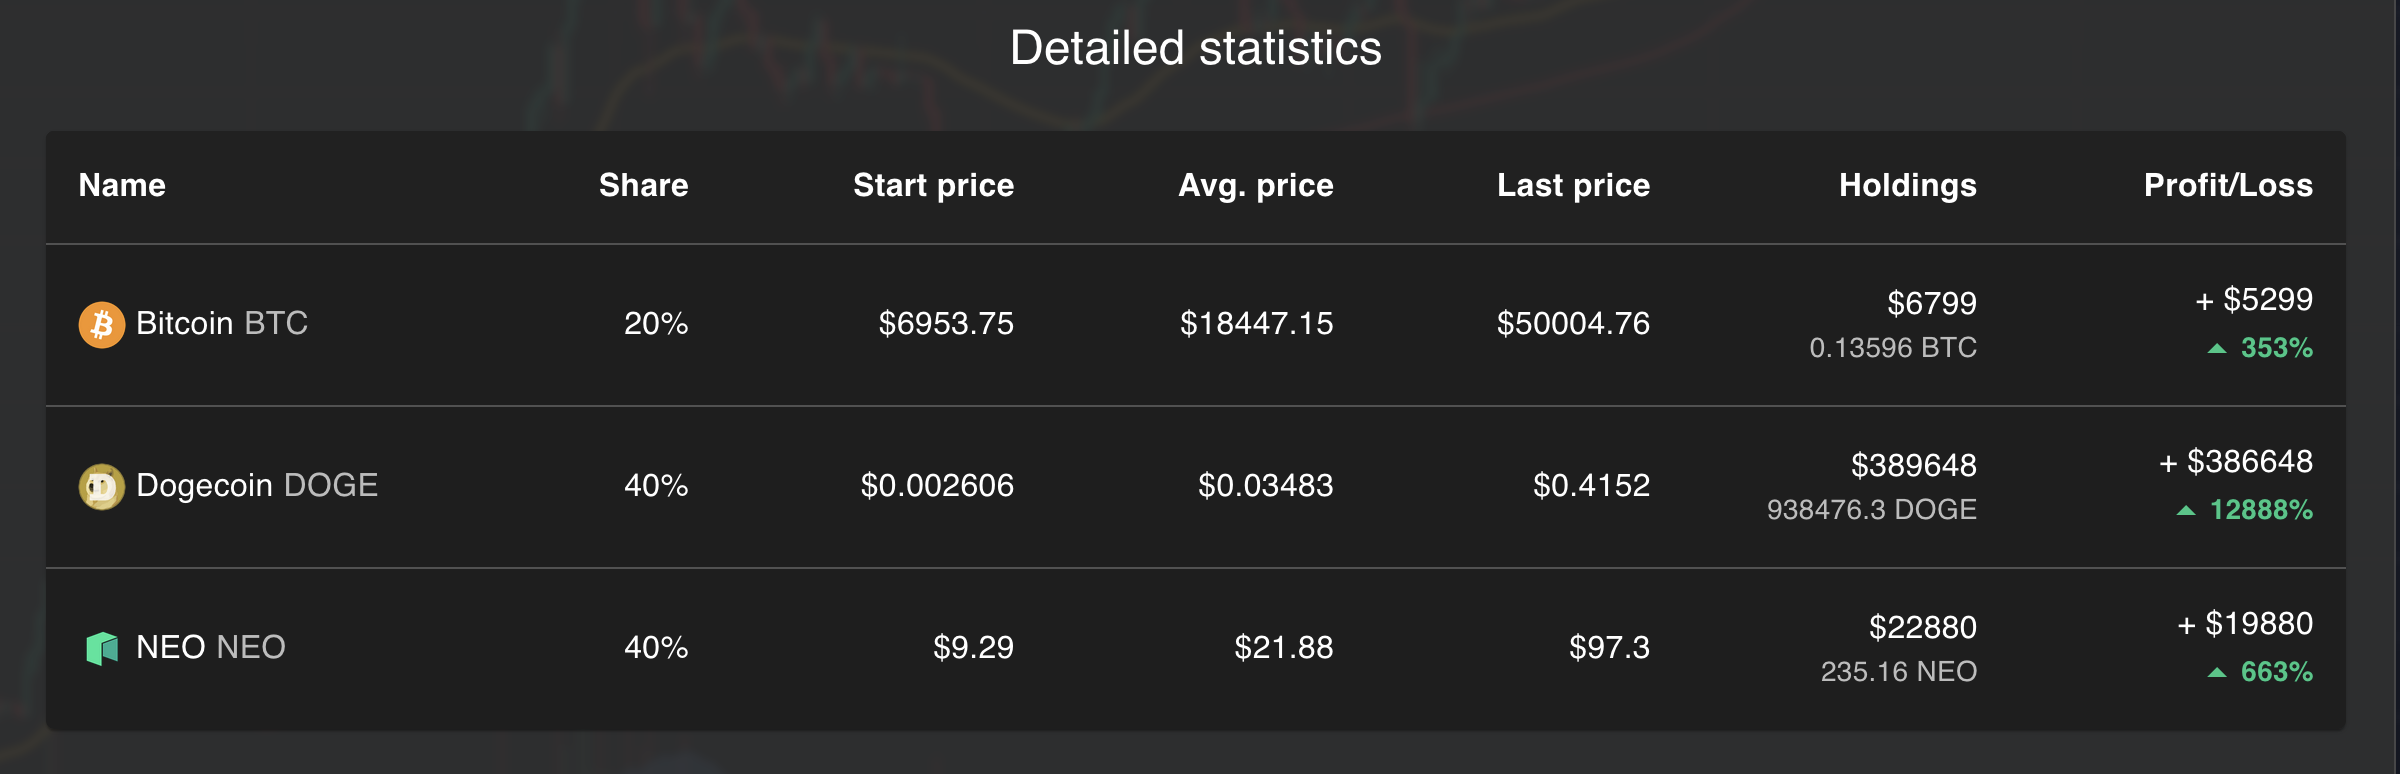 Detailed statistics
Name Share Start price Avg. price Last price Holdings Profit/Loss
Bitcoin BTC 20% $6953.75 $18447.15 $50004.76 $6799 + $5299
0.13596 BTC 353%
Dogecoin DOGE 40% $0.002606 $0.03483 $0.4152 $389648 + $386648
938476.3 DOGE 12888%
NEO NEO 40% $9.29 $21.88 $97.3 $22880 + $19880
235.16 NEO 663%